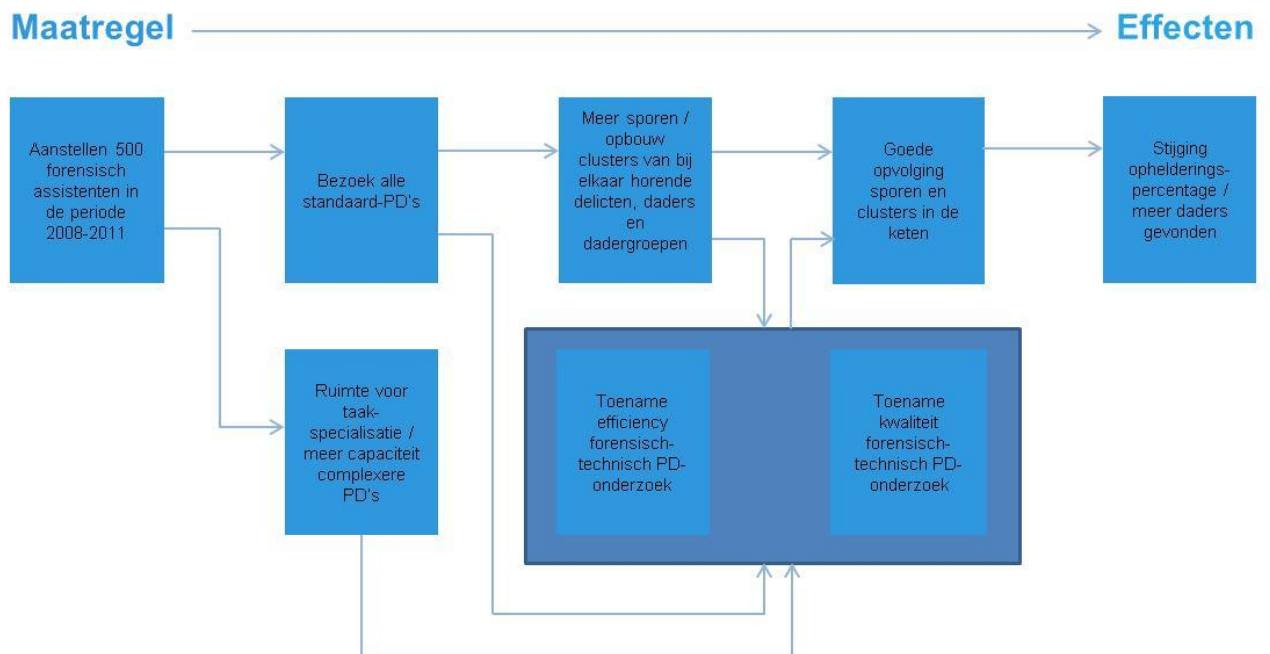 Maatregel
Effecten
Aanstellen 500
forensisch
assistenten in
de periode
2008-2011
Bezoek alle
standaard-PD's
Meer sporen /
opbouw
clusters van bij
elkaar horende
delicten, daders
en
dadergroepen
Goede
opvolging
sporen en
clusters in de
keten
Stijging
ophelderings-
percentage /
meer daders
gevonden
Ruimte voor
taak-
specialisatie /
meer capaciteit
complexere
PD's
Toename
efficiency
forensisch-
technisch PD-
onderzoek
Toename
kwaliteit
forensisch-
technisch PD-
onderzoek